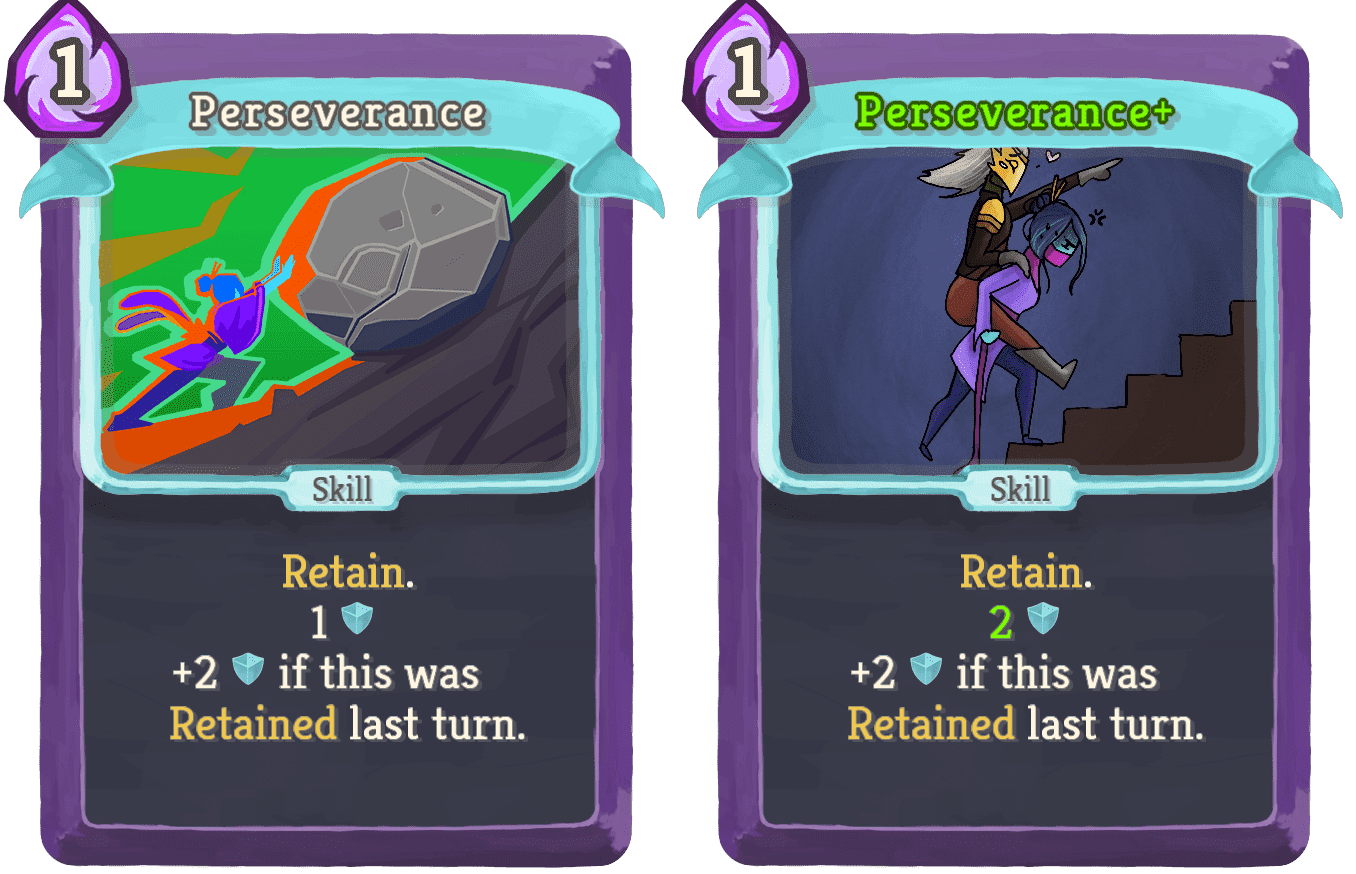 1
Perseverance
Skill
Retain.
1
+2 if this was
Retained last turn.
1
Perseverance+
Skill
Retain.
2
+2 if this was
Retained last turn.